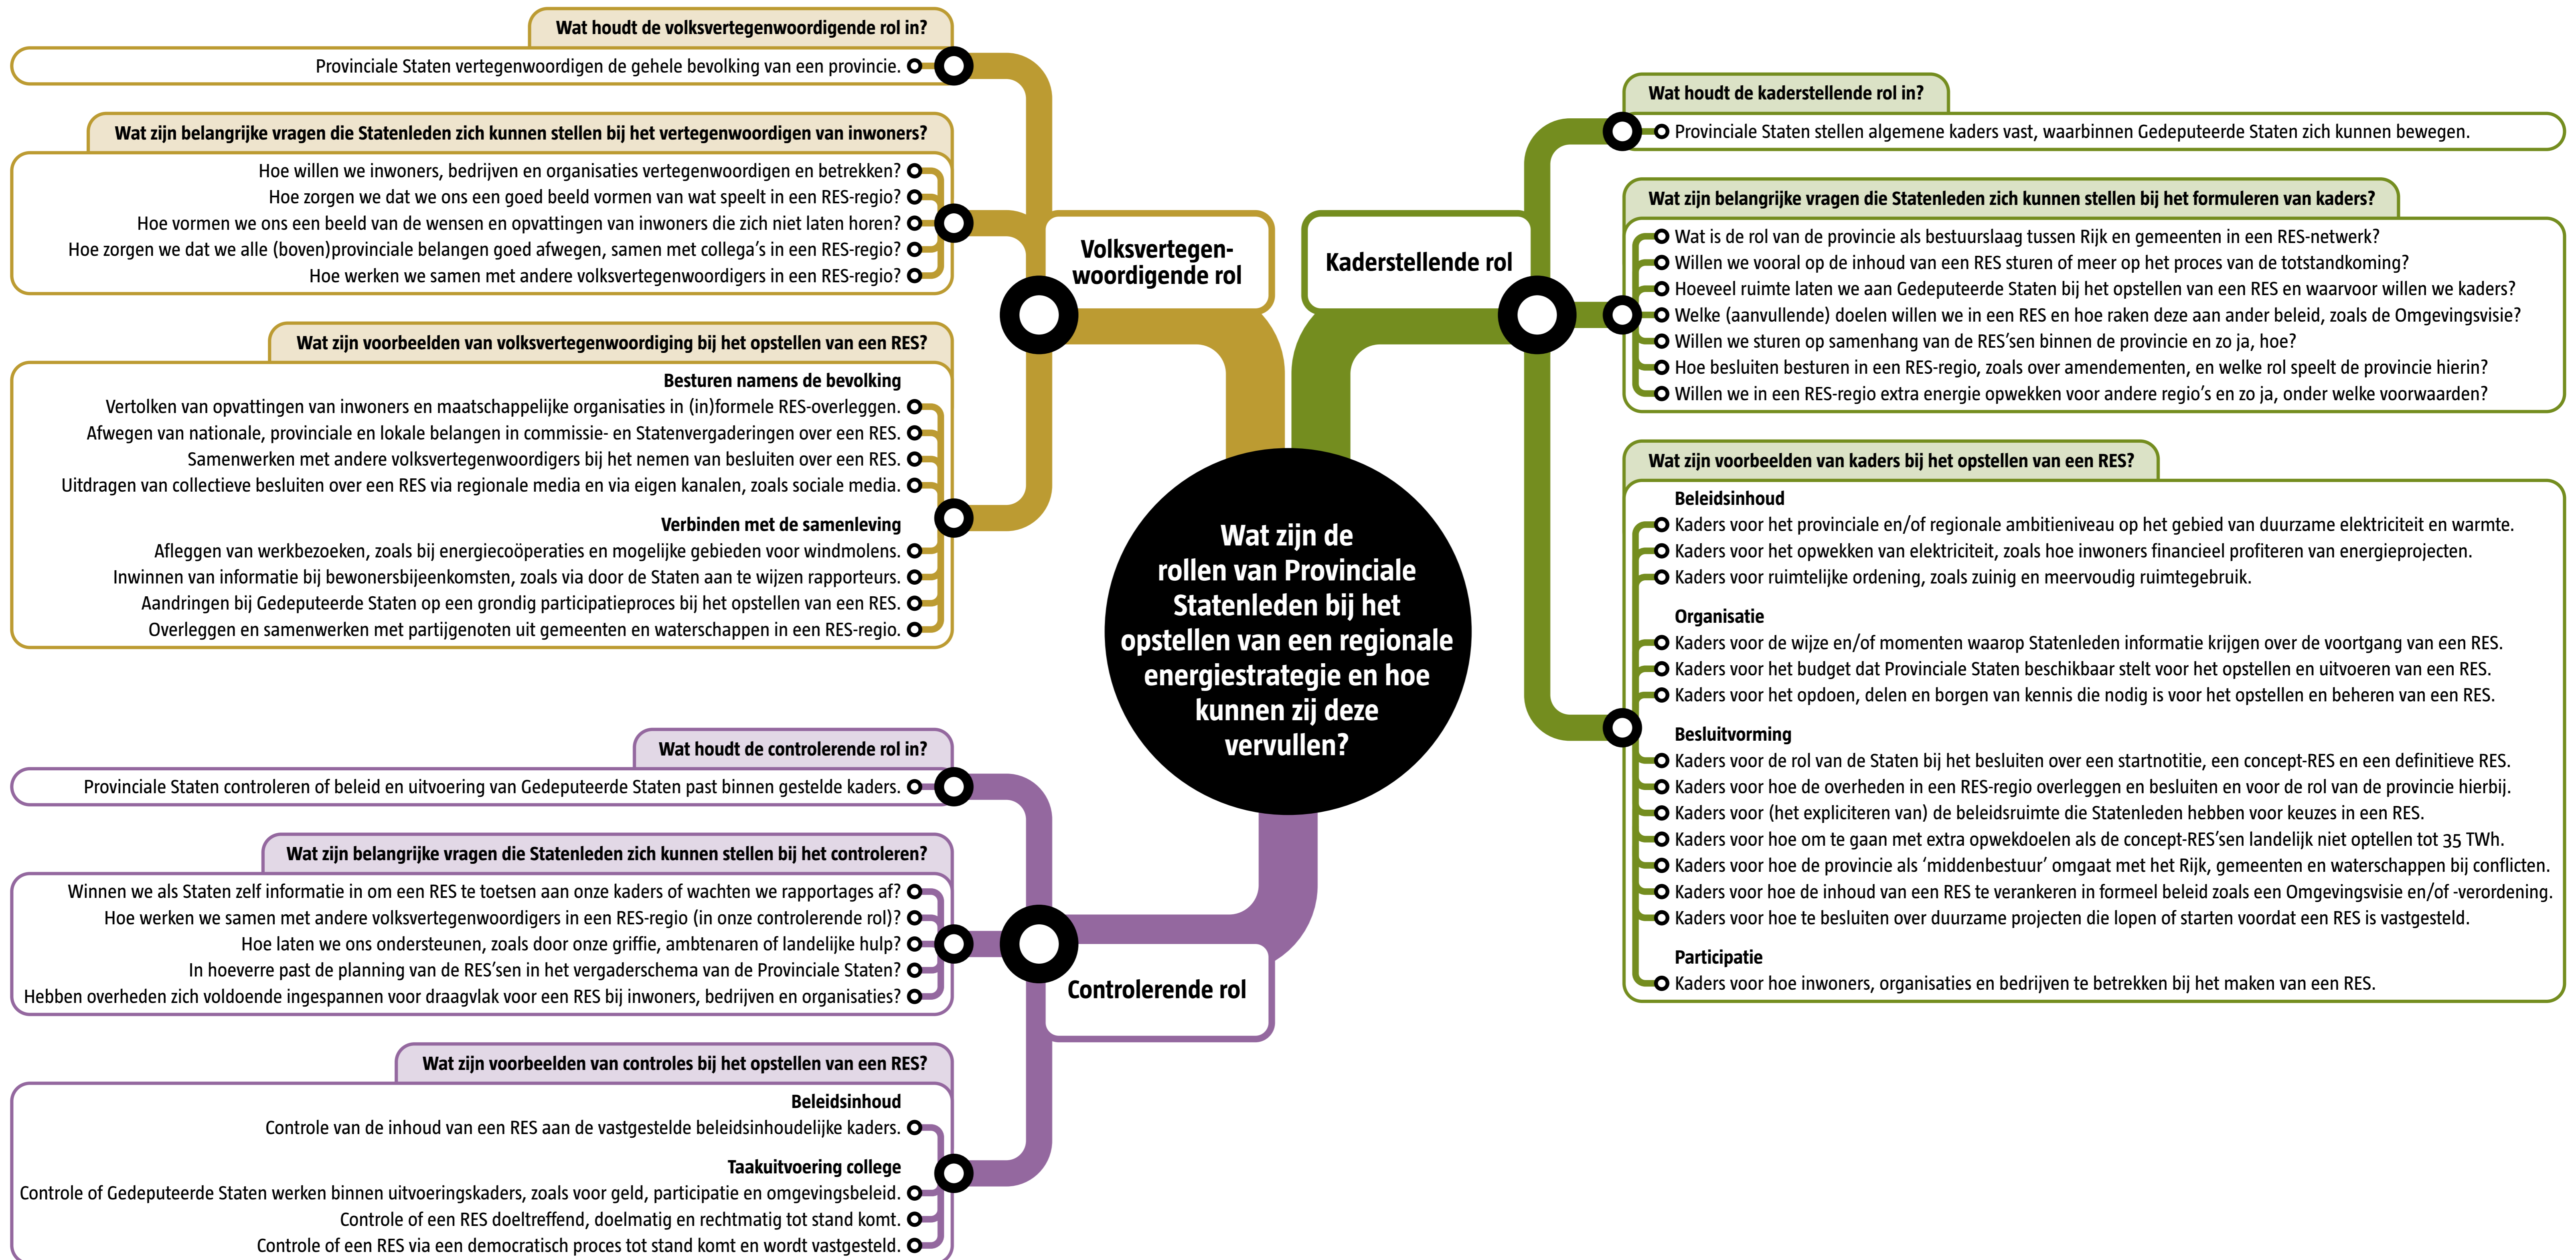 Wat houdt de volksvertegenwoordigende rol in?
Provinciale Staten vertegenwoordigen de gehele bevolking van een provincie.
Wat zijn belangrijke vragen die Statenleden zich kunnen stellen bij het vertegenwoordigen van inwoners?
Hoe willen we inwoners, bedrijven en organisaties vertegenwoordigen en betrekken?
Hoe zorgen we dat we ons een goed beeld vormen van wat speelt in een RES-regio?
Hoe vormen we ons een beeld van de wensen en opvattingen van inwoners die zich niet laten horen?
Hoe zorgen we dat we alle (boven)provinciale belangen goed afwegen, samen met collega’s in een RES-regio?
Hoe werken we samen met andere volksvertegenwoordigers in een RES-regio?
Wat zijn voorbeelden van volksvertegenwoordiging bij het opstellen van een RES?
Besturen namens de bevolking
Vertolken van opvattingen van inwoners en maatschappelijke organisaties in (in)formele RES-overleggen.
Afwegen van nationale, provinciale en lokale belangen in commissie- en Statenvergaderingen over een RES.
Samenwerken met andere volksvertegenwoordigers bij het nemen van besluiten over een RES.
Uitdragen van collectieve besluiten over een RES via regionale media en via eigen kanalen, zoals sociale media.
Verbinden met de samenleving
Afleggen van werkbezoeken, zoals bij energiecoöperaties en mogelijke gebieden voor windmolens.
Inwinnen van informatie bij bewonersbijeenkomsten, zoals via door de Staten aan te wijzen rapporteurs.
Aandringen bij Gedeputeerde Staten op een grondig participatieproces bij het opstellen van een RES.
Overleggen en samenwerken met partijgenoten uit gemeenten en waterschappen in een RES-regio.
Volksvertegen-
woordigende rol
Kaderstellende rol
Wat houdt de kaderstellende rol in?
Provinciale Staten stellen algemene kaders vast, waarbinnen Gedeputeerde Staten zich kunnen bewegen.
Wat zijn belangrijke vragen die Statenleden zich kunnen stellen bij het formuleren van kaders?
Wat is de rol van de provincie als bestuurslaag tussen Rijk en gemeenten in een RES-netwerk?
Willen we vooral op de inhoud van een RES sturen of meer op het proces van de totstandkoming?
Hoeveel ruimte laten we aan Gedeputeerde Staten bij het opstellen van een RES en waarvoor willen we kaders?
Welke (aanvullende) doelen willen we in een RES en hoe raken deze aan ander beleid, zoals de Omgevingsvisie?
Willen we sturen op samenhang van de RES’sen binnen de provincie en zo ja, hoe?
Hoe besluiten besturen in een RES-regio, zoals over amendementen, en welke rol speelt de provincie hierin?
Willen we in een RES-regio extra energie opwekken voor andere regio’s en zo ja, onder welke voorwaarden?
Wat zijn voorbeelden van kaders bij het opstellen van een RES?
Beleidsinhoud
Kaders voor het provinciale en/of regionale ambitieniveau op het gebied van duurzame elektriciteit en warmte.
Kaders voor het opwekken van elektriciteit, zoals hoe inwoners financieel profiteren van energieprojecten.
Kaders voor ruimtelijke ordening, zoals zuinig en meervoudig ruimtegebruik.
Organisatie
Kaders voor de wijze en/of momenten waarop Statenleden informatie krijgen over de voortgang van een RES.
Kaders voor het budget dat Provinciale Staten beschikbaar stelt voor het opstellen en uitvoeren van een RES.
Kaders voor het opdoen, delen en borgen van kennis die nodig is voor het opstellen en beheren van een RES.
Besluitvorming
Kaders voor de rol van de Staten bij het besluiten over een startnotitie, een concept-RES en een definitieve RES.
Kaders voor hoe de overheden in een RES-regio overleggen en besluiten en voor de rol van de provincie hierbij.
Kaders voor (het expliciteren van) de beleidsruimte die Statenleden hebben voor keuzes in een RES.
Kaders voor hoe om te gaan met extra opwekdoelen als de concept-RES’sen landelijk niet optellen tot 35 TWh.
Kaders voor hoe de provincie als ‘middenbestuur’ omgaat met het Rijk, gemeenten en waterschappen bij conflicten.
Kaders voor hoe de inhoud van een RES te verankeren in formeel beleid zoals een Omgevingsvisie en/of -verordening.
Kaders voor hoe te besluiten over duurzame projecten die lopen of starten voordat een RES is vastgesteld.
Participatie
Kaders voor hoe inwoners, organisaties en bedrijven te betrekken bij het maken van een RES.
Wat zijn de
rollen van Provinciale
Statenleden bij het
opstellen van een regionale
energiestrategie en hoe
kunnen zij deze
vervullen?
Wat houdt de controlerende rol in?
Provinciale Staten controleren of beleid en uitvoering van Gedeputeerde Staten past binnen gestelde kaders.
Wat zijn belangrijke vragen die Statenleden zich kunnen stellen bij het controleren?
Winnen we als Staten zelf informatie in om een RES te toetsen aan onze kaders of wachten we rapportages af?
Hoe werken we samen met andere volksvertegenwoordigers in een RES-regio (in onze controlerende rol)?
Hoe laten we ons ondersteunen, zoals door onze griffie, ambtenaren of landelijke hulp?
In hoeverre past de planning van de RES’sen in het vergaderschema van de Provinciale Staten?
Hebben overheden zich voldoende ingespannen voor draagvlak voor een RES bij inwoners, bedrijven en organisaties?
Controlerende rol
Wat zijn voorbeelden van controles bij het opstellen van een RES?
Beleidsinhoud
Controle van de inhoud van een RES aan de vastgestelde beleidsinhoudelijke kaders.
Taakuitvoering college
Controle of Gedeputeerde Staten werken binnen uitvoeringskaders, zoals voor geld, participatie en omgevingsbeleid.
Controle of een RES doeltreffend, doelmatig en rechtmatig tot stand komt.
Controle of een RES via een democratisch proces tot stand komt en wordt vastgesteld.